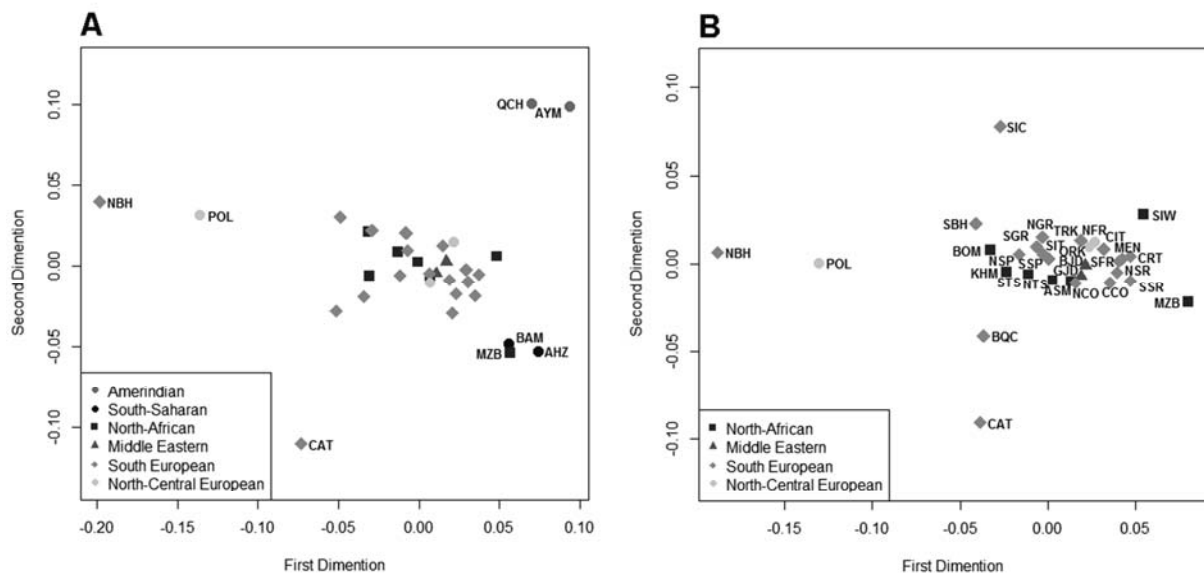 A
Second Dimention
0.10
0.05
0.00
-0.05
-0.10
QCH
AYM
NBH
POL
BAM
MZB
AHZ
CAT
Amerindian
South-Saharan
North-African
Middle Eastern
South European
North-Central European
-0.20
-0.15
-0.10
-0.05
0.00
0.05
0.10
First Dimention
B
Second Dimention
0.10
0.05
0.00
-0.05
-0.10
SIC
SIW
SBH
NGR
NFR
TRK
CIT
SGR
SIT
DRK
MEN
BOM
NSP
SSP
BJD
SFR
CRT
KHM
GJD
NSR
STS
NTS
ASM
NCO
CCO
SSR
MZB
NBH
POL
BQC
CAT
North-African
Middle Eastern
South European
North-Central European
-0.15
-0.10
-0.05
0.00
0.05
First Dimention